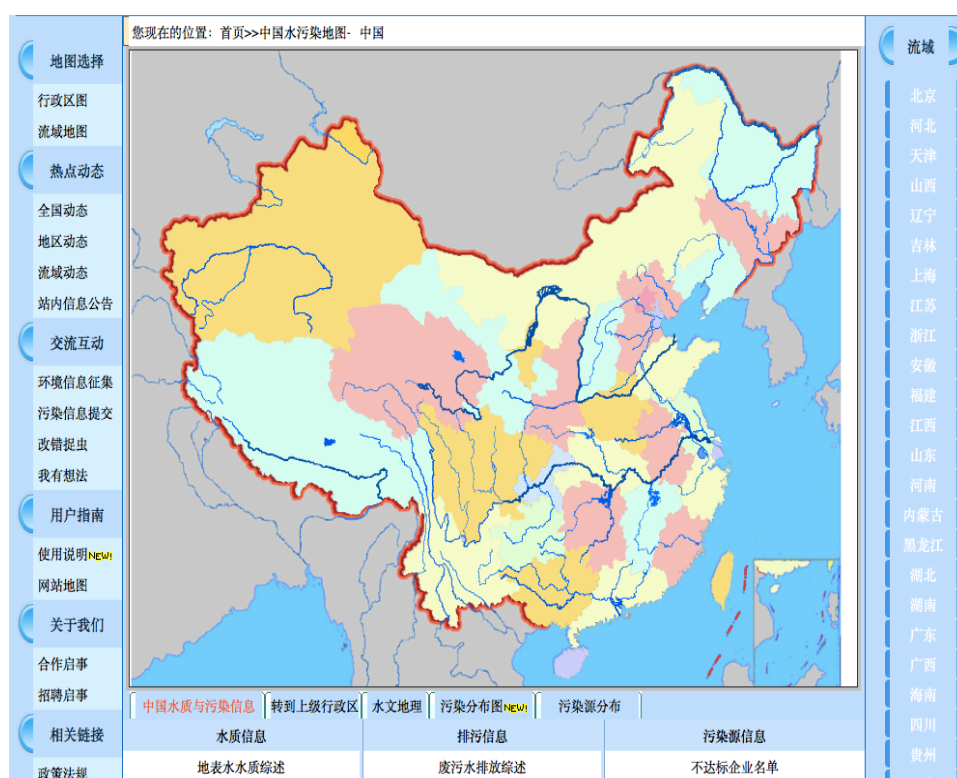 您现在的位置：首页>>中国水污染地图- 中国
地图选择
行政区图
流域地图
热点动态
全国动态
地区动态
流域动态
站内信息公告
交流互动
环境信息征集
污染信息提交
改错捉虫
我有想法
用户指南
使用说明NEW!
网站地图
关于我们
合作启事
招聘启事
相关链接
政策法规
中国水质与污染信息 转到上级行政区 水文地理 污染分布图NEW! 污染源分布
水质信息 排污信息 污染源信息
地表水水质综述 废污水排放综述 不达标企业名单
流域
北京
河北
天津
山西
辽宁
吉林
上海
江苏
浙江
安徽
福建
江西
山东
河南
内蒙古
黑龙江
湖北
湖南
广东
广西
海南
四川
贵州